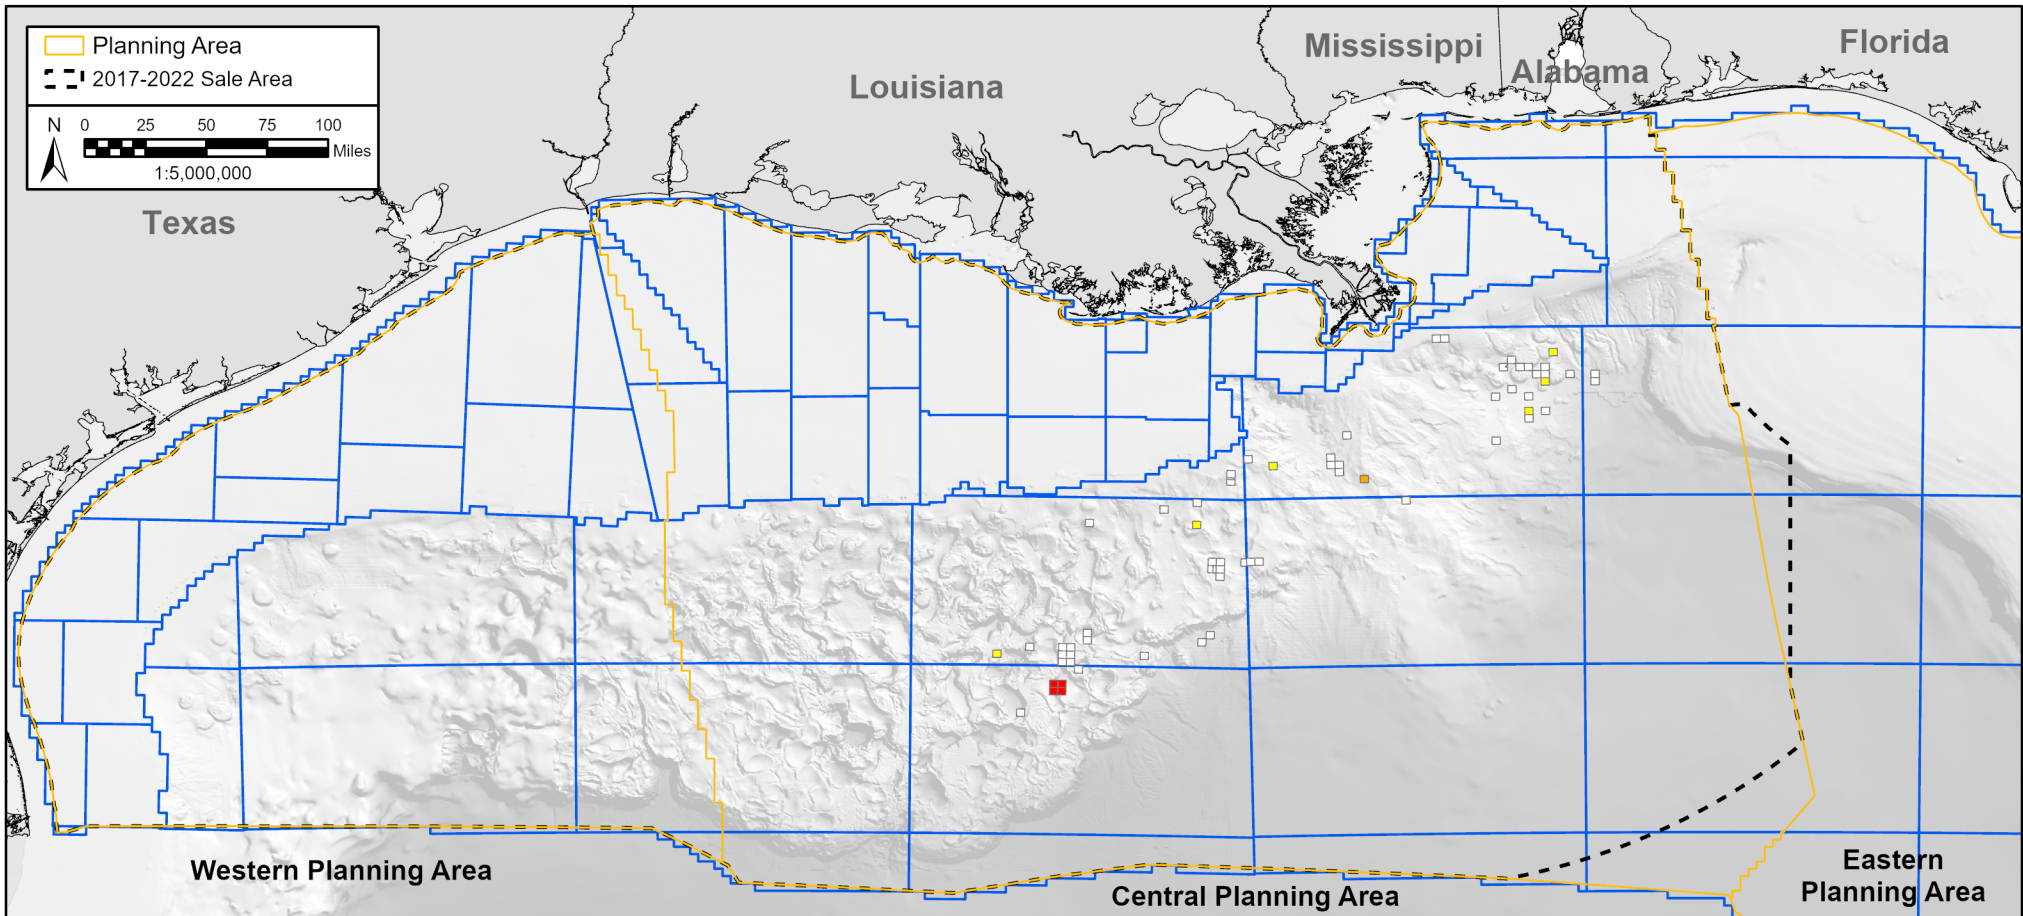 Planning Area
2017-2022 Sale Area
N 0 25 50 75 100
Miles
1:5,000,000
Texas
Louisiana
Mississippi
Alabama
Florida
Western Planning Area
Central Planning Area
Eastern
Planning Area